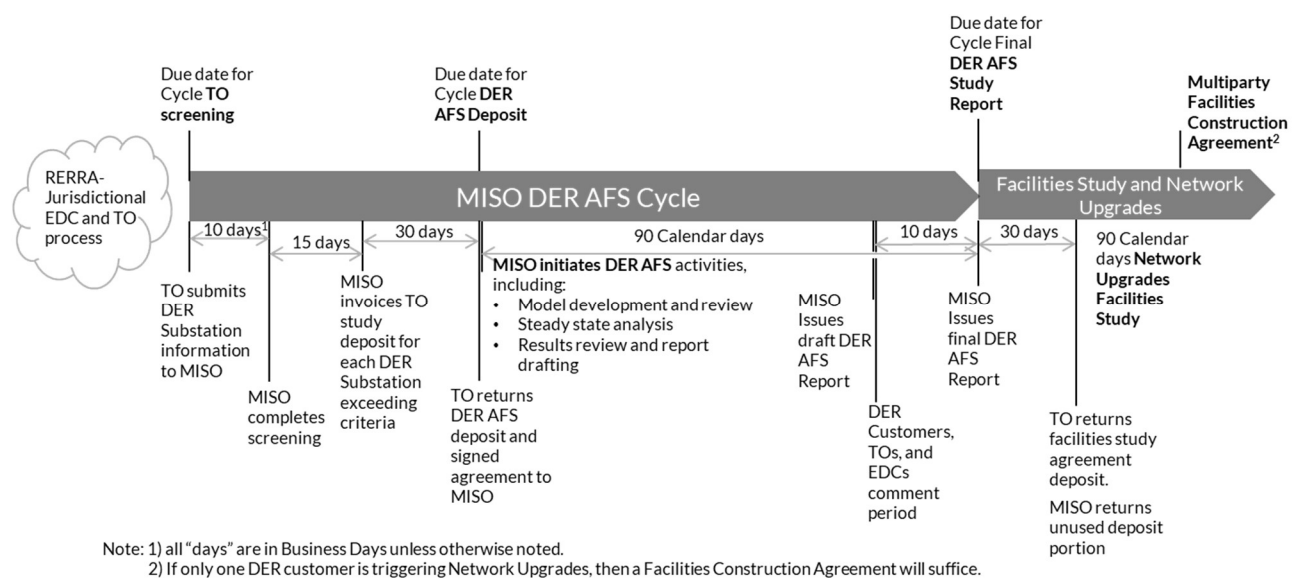 Due date for
Cycle Final
DER AFS
Study
Report
Due date for
Cycle TO
screening
Due date for
Cycle DER
AFS Deposit
Multiparty
Facilities
Construction
Agreement2
RERRA-
Jurisdictional
EDC and TO
process
MISO DER AFS Cycle
Facilities Study and Network
Upgrades
10 days1
15 days
30 days
90 Calendar days
10 days
30 days
90 Calendar
days Network
Upgrades
Facilities
Study
TO submits
DER
Substation
information
to MISO
MISO
completes
screening
MISO
invoices TO
study
deposit for
each DER
Substation
exceeding
criteria
MISO initiates DER AFS activities,
including:
• Model development and review
• Steady state analysis
• Results review and report
drafting
TO returns
DER AFS
deposit and
signed
agreement to
MISO
MISO
Issues
draft DER
AFS
Report
DER
Customers,
TOs, and
EDCs
comment
period
MISO
Issues
final DER
AFS
Report
TO returns
facilities study
agreement
deposit.
MISO returns
unused deposit
portion
Note: 1) all “days” are in Business Days unless otherwise noted.
2) If only one DER customer is triggering Network Upgrades, then a Facilities Construction Agreement will suffice.